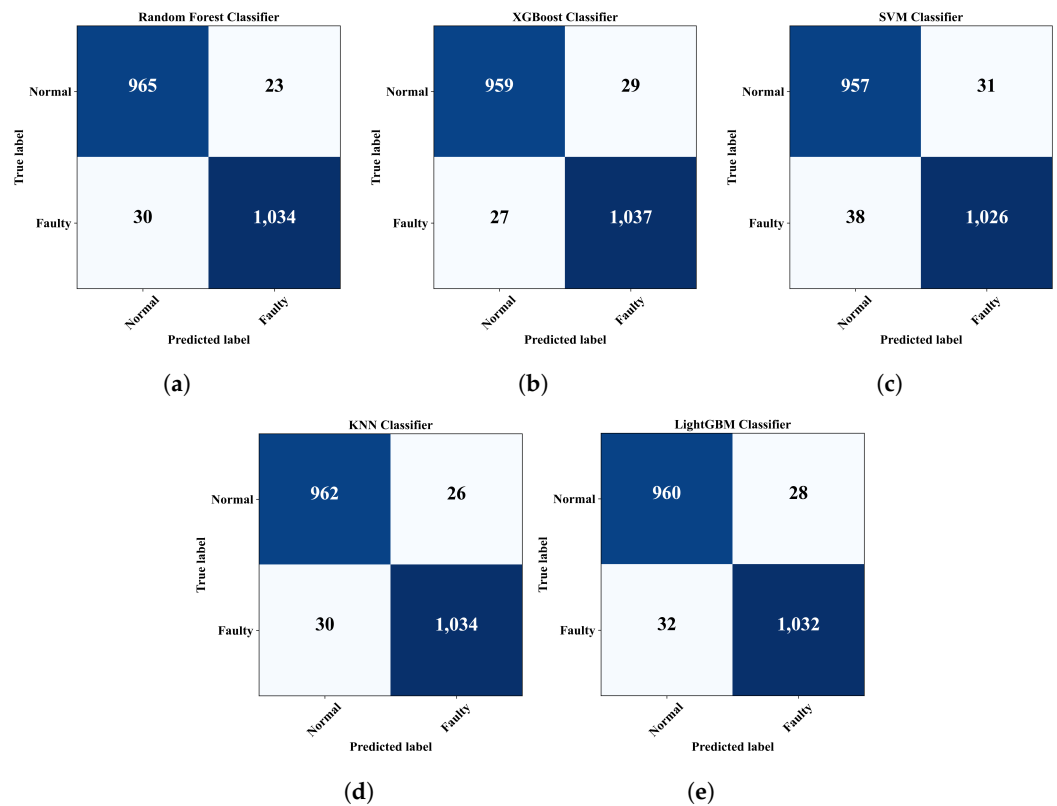 Random Forest Classifier
Normal
965
23
True label
Faulty
30
1,034
Normal
Faulty
Predicted label
(a)
XGBoost Classifier
Normal
959
29
True label
Faulty
27
1,037
Normal
Faulty
Predicted label
(b)
SVM Classifier
Normal
957
31
True label
Faulty
38
1,026
Normal
Faulty
Predicted label
(c)
KNN Classifier
Normal
962
26
True label
Faulty
30
1,034
Normal
Faulty
Predicted label
(d)
LightGBM Classifier
Normal
960
28
True label
Faulty
32
1,032
Normal
Faulty
Predicted label
(e)